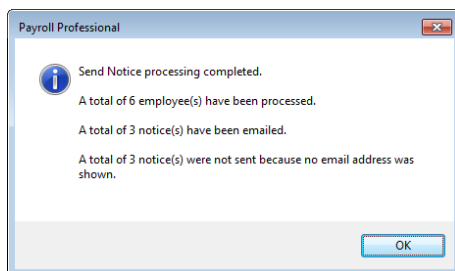 Payroll Professional
Send Notice processing completed.
A total of 6 employee(s) have been processed.
A total of 3 notice(s) have been emailed.
A total of 3 notice(s) were not sent because no email address was
shown.
OK